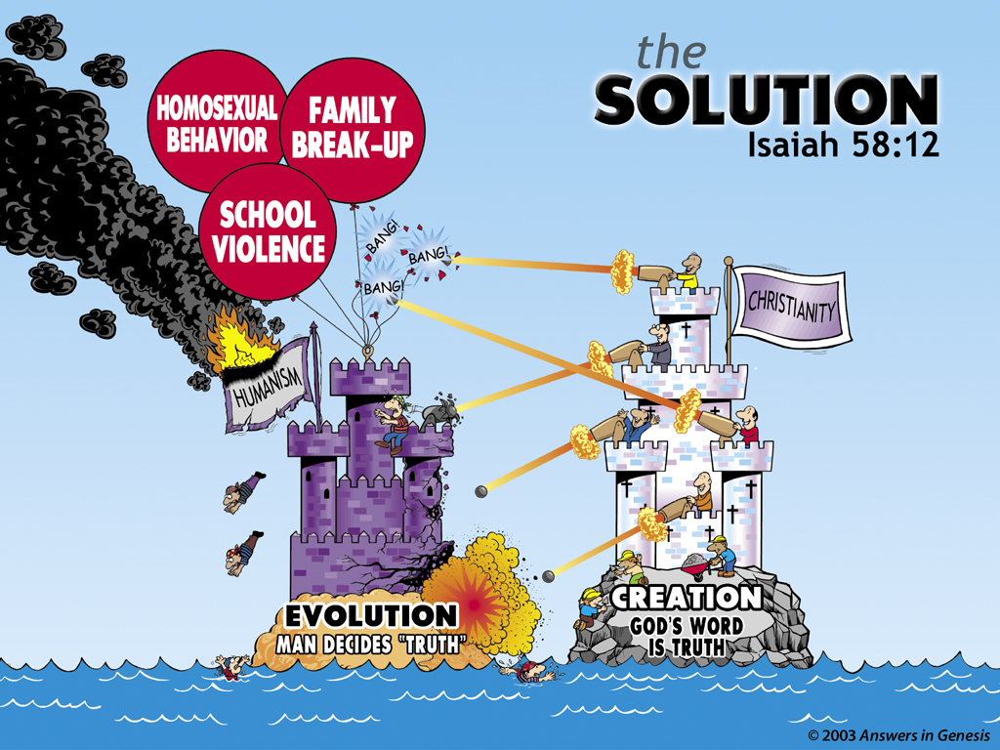 the
SOLUTION
Isaiah 58:12
HOMOSEXUAL
BEHAVIOR
FAMILY
BREAK-UP
SCHOOL
VIOLENCE
BANG!
BANG!
BANG!
HUMANISM
CHRISTIANITY
EVOLUTION
MAN DECIDES "TRUTH"
CREATION
GOD'S WORD
IS TRUTH
© 2003 Answers in Genesis